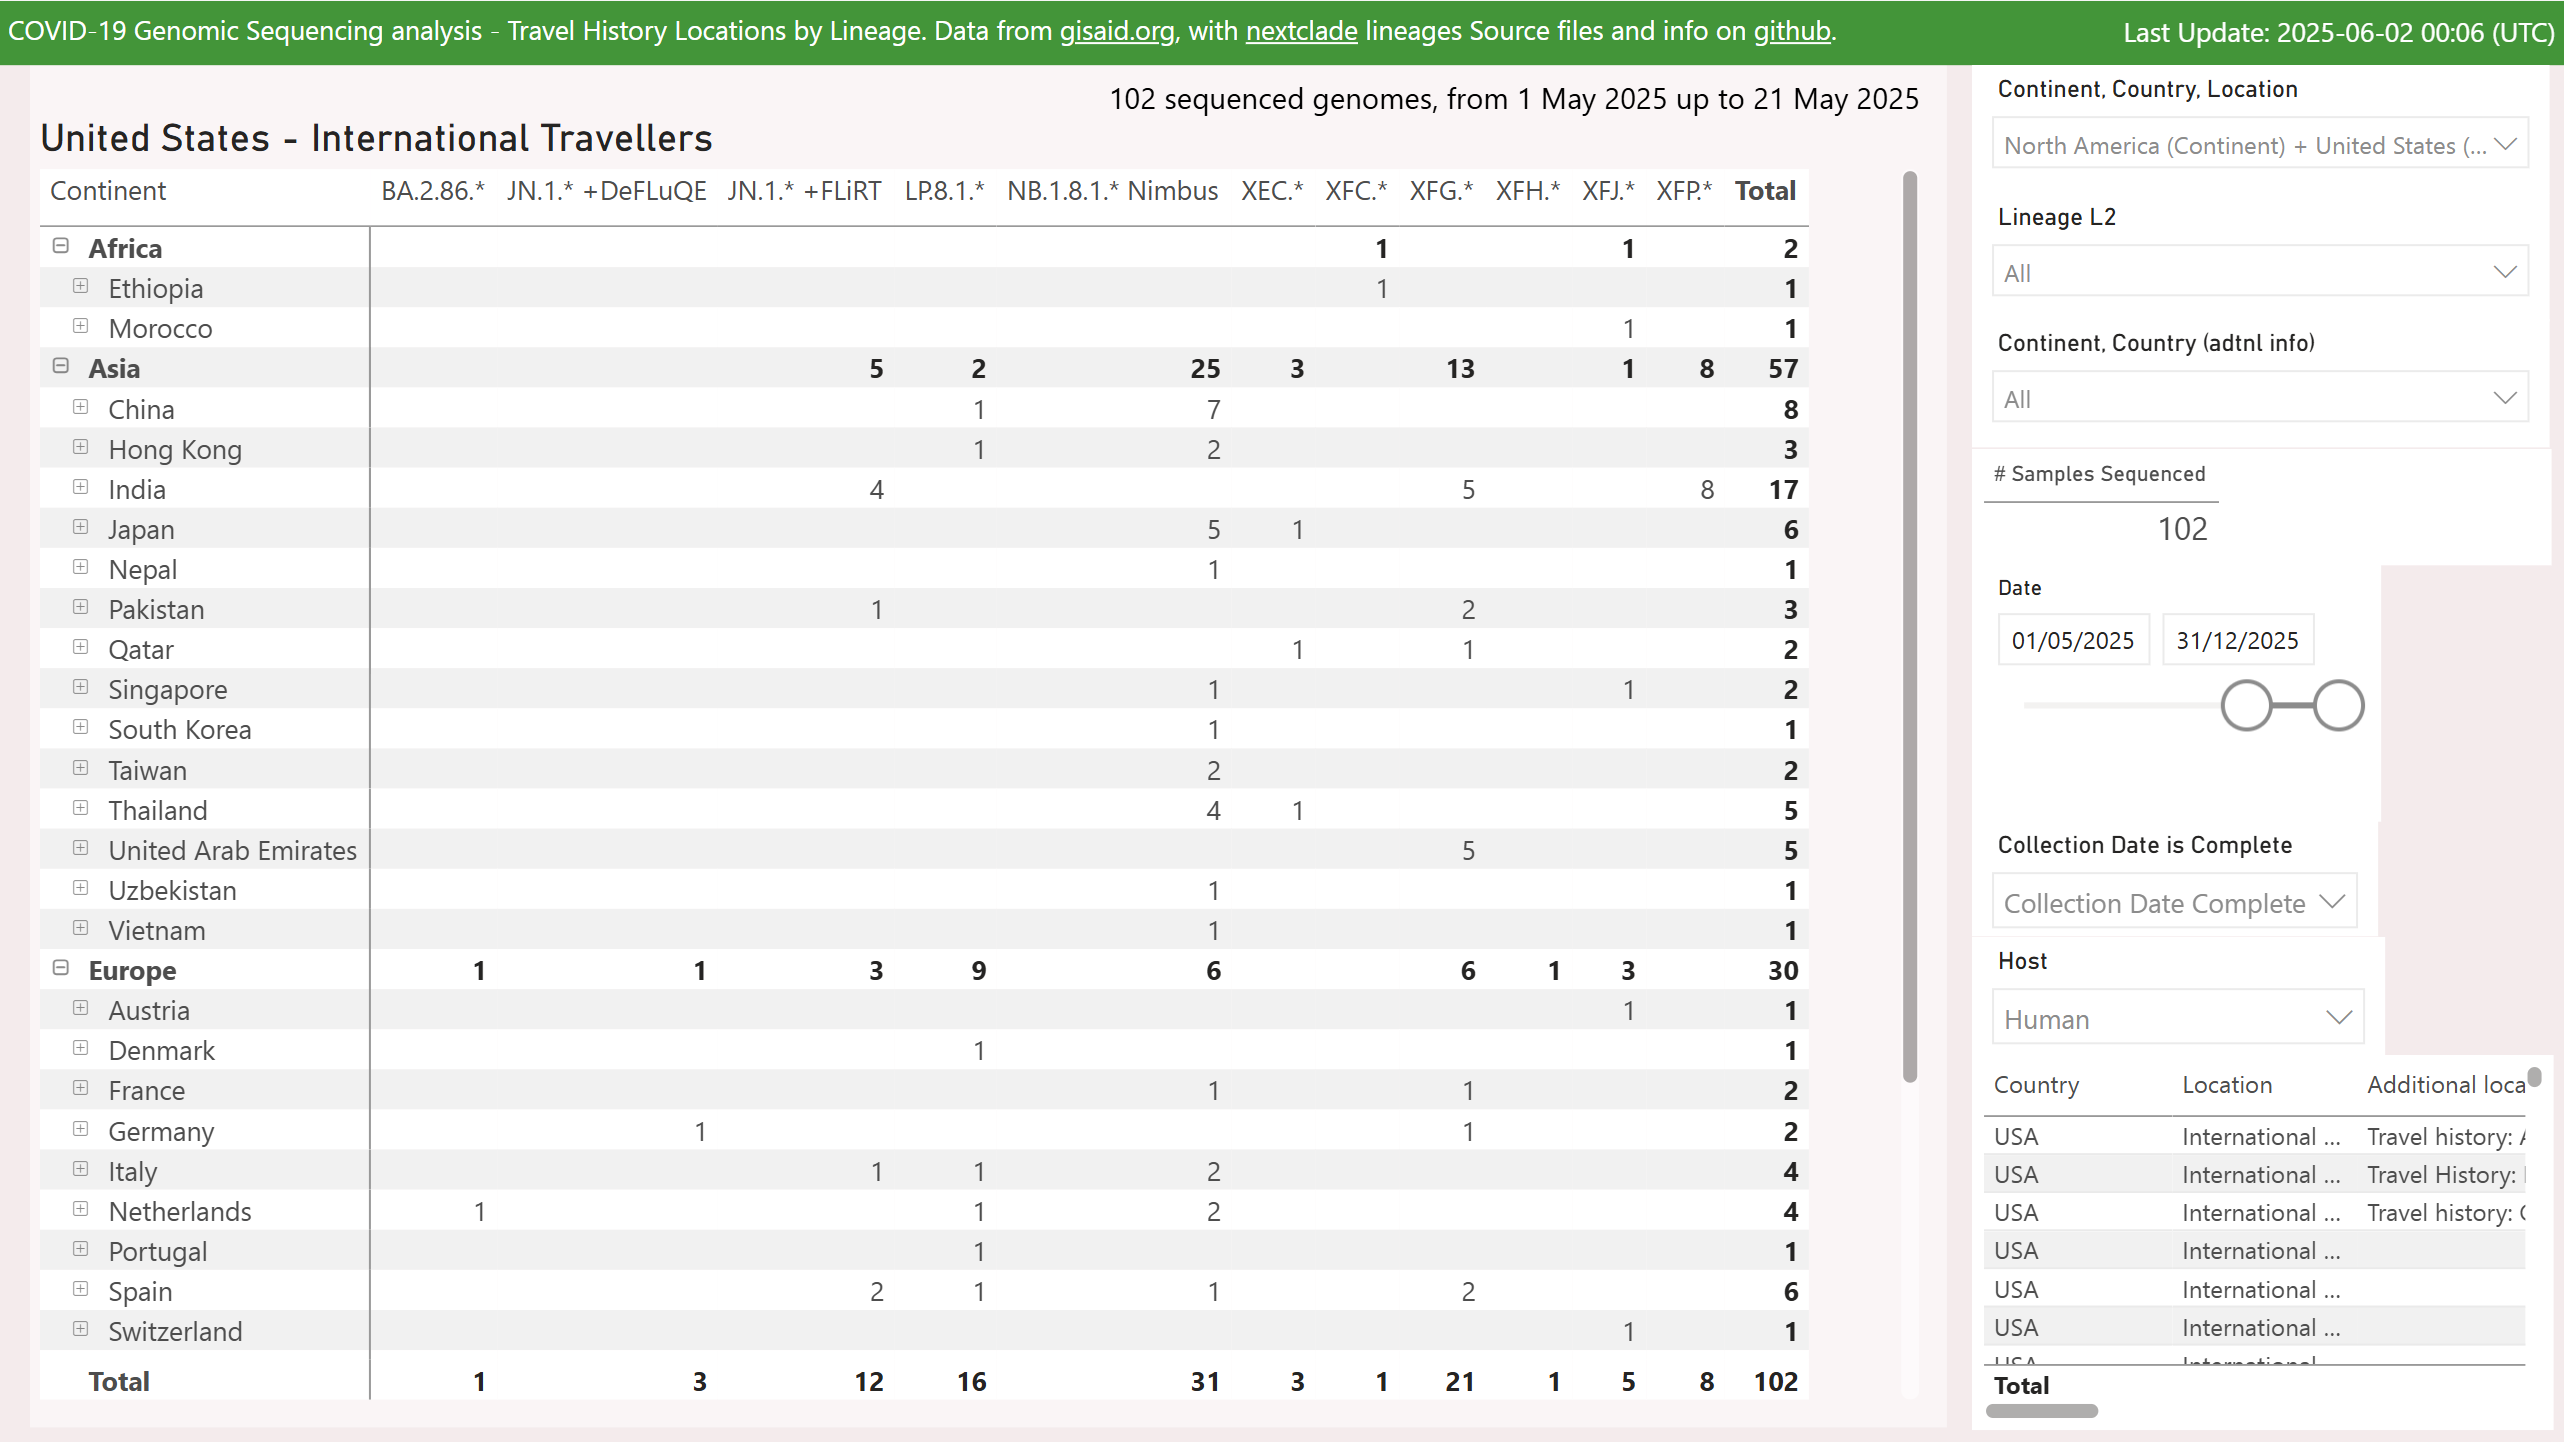 COVID-19 Genomic Sequencing analysis - Travel History Locations by Lineage. Data from gisaid.org, with nextclade lineages Source files and info on github.
Last Update: 2025-06-02 00:06 (UTC)
102 sequenced genomes, from 1 May 2025 up to 21 May 2025
United States - International Travellers
Continent BA.2.86.* JN.1.* +DeFLuQE JN.1.* +FLiRT LP.8.1.* NB.1.8.1.* Nimbus XEC.* XFC.* XFG.* XFH.* XFJ.* XFP.* Total
Africa 1 1 2
Ethiopia 1 1
Morocco 1 1
Asia 5 2 25 3 13 1 8 57
China 1 7 8
Hong Kong 1 2 3
India 4 5 8 17
Japan 5 1 6
Nepal 1 1
Pakistan 1 2 3
Qatar 1 1 2
Singapore 1 1 2
South Korea 1 1
Taiwan 2 2
Thailand 4 1 5
United Arab Emirates 5 5
Uzbekistan 1 1
Vietnam 1 1
Europe 1 1 3 9 6 6 1 3 30
Austria 1 1
Denmark 1 1
France 1 1 2
Germany 1 1 2
Italy 1 1 2 4
Netherlands 1 1 2 4
Portugal 1 1
Spain 2 1 1 2 6
Switzerland 1 1
Total 1 3 12 16 31 3 1 21 1 5 8 102
Continent, Country, Location
North America (Continent) + United States (...
Lineage L2
All
Continent, Country (adtnl info)
All
# Samples Sequenced
102
Date
01/05/2025 31/12/2025
Collection Date is Complete
Collection Date Complete
Host
Human
Country Location Additional loca
USA International ... Travel history:
USA International ... Travel History:
USA International ... Travel history:
USA International ...
USA International ...
USA International ...
Total